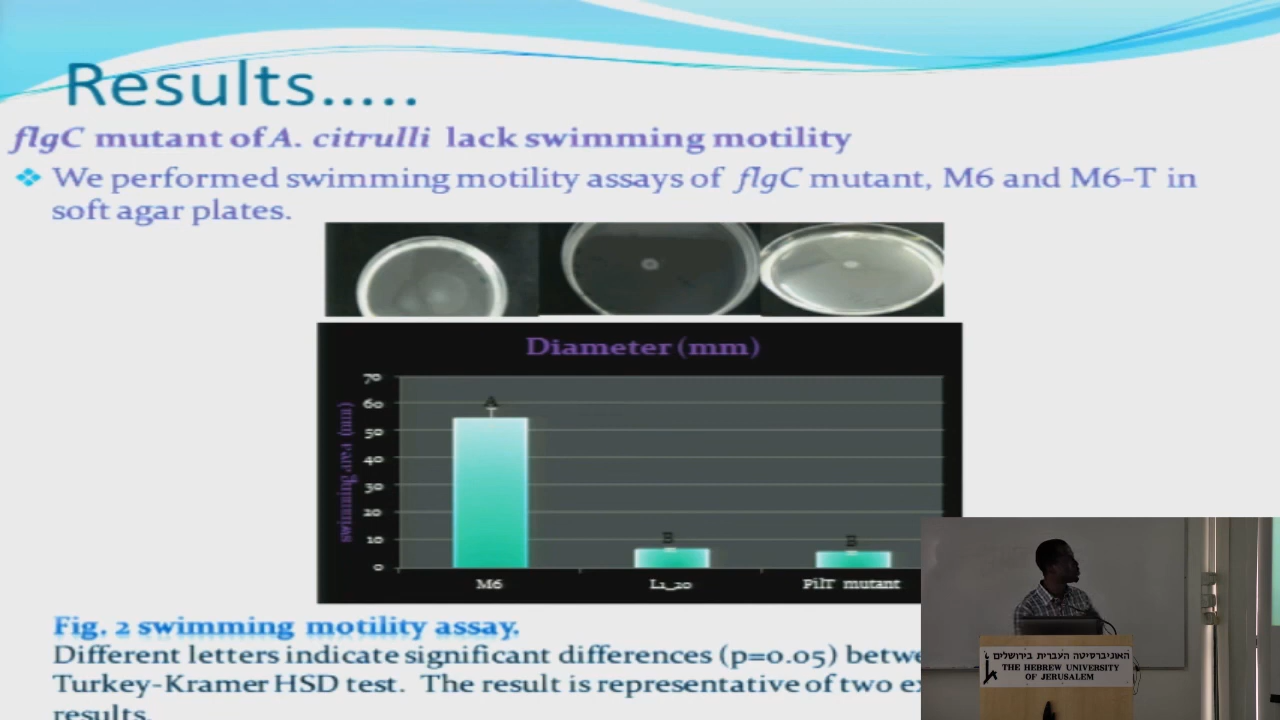 Results.....
flgC mutant of A. citrulli lack swimming motility
We performed swimming motility assays of flgC mutant, M6 and M6-T in
soft agar plates.
Diameter (mm)
swimming area (mm)
70
60
50
40
30
20
10
0
A
B
B
M6
L1_20
PilT mutant
Fig. 2 swimming motility assay.
Different letters indicate significant differences (p=0.05)
Turkey-Kramer HSD Test. The result is representative of two
results.
האוניברסיטה העברית בירושלים
THE HEBREW UNIVERSITY
OF JERUSALEM